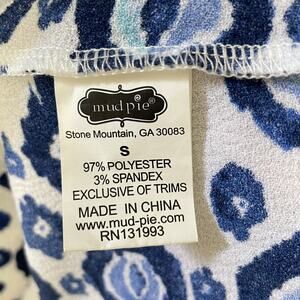 mud pie®
Stone Mountain, GA 30083
S
97% POLYESTER
3% SPANDEX
EXCLUSIVE OF TRIMS
MADE IN CHINA
www.mud-pie.com
RN131993